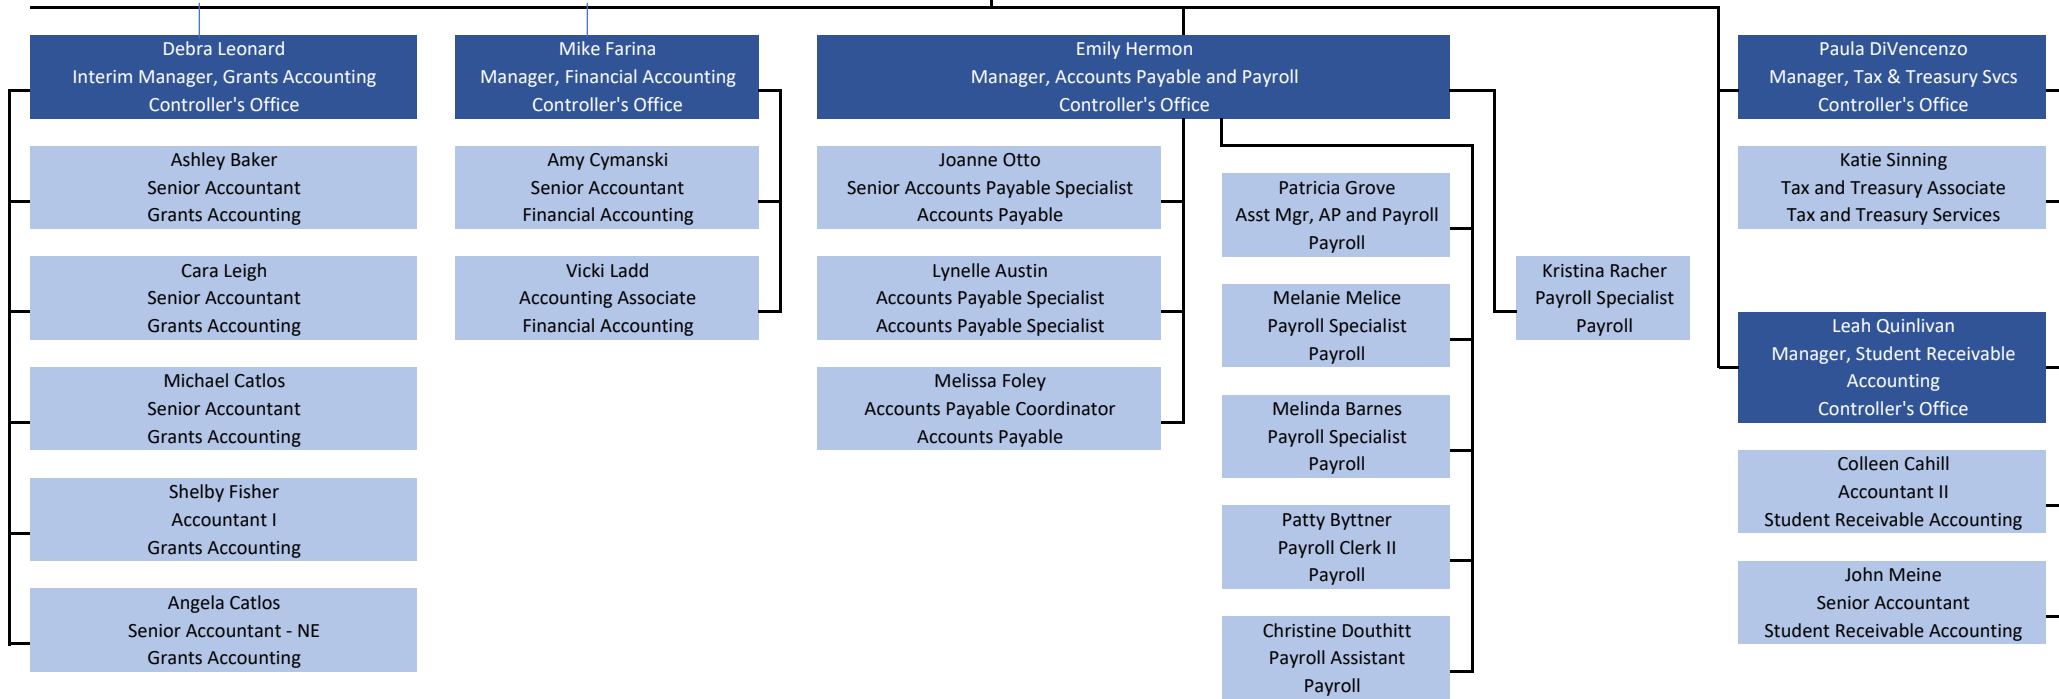 Debra Leonard
Interim Manager, Grants Accounting
Controller's Office
Ashley Baker
Senior Accountant
Grants Accounting
Cara Leigh
Senior Accountant
Grants Accounting
Michael Catlos
Senior Accountant
Grants Accounting
Shelby Fisher
Accountant I
Grants Accounting
Angela Catlos
Senior Accountant - NE
Grants Accounting
Mike Farina
Manager, Financial Accounting
Controller's Office
Amy Cymanski
Senior Accountant
Financial Accounting
Vicki Ladd
Accounting Associate
Financial Accounting
Emily Hermon
Manager, Accounts Payable and Payroll
Controller's Office
Joanne Otto
Senior Accounts Payable Specialist
Accounts Payable
Lynelle Austin
Accounts Payable Specialist
Accounts Payable Specialist
Melissa Foley
Accounts Payable Coordinator
Accounts Payable
Patricia Grove
Asst Mgr, AP and Payroll
Payroll
Melanie Melice
Payroll Specialist
Payroll
Melinda Barnes
Payroll Specialist
Payroll
Patty Byttner
Payroll Clerk II
Payroll
Christine Douthitt
Payroll Assistant
Payroll
Kristina Racher
Payroll Specialist
Payroll
Paula DiVencenzo
Manager, Tax & Treasury Svcs
Controller's Office
Katie Sinning
Tax and Treasury Associate
Tax and Treasury Services
Leah Quinlivan
Manager, Student Receivable
Accounting
Controller's Office
Colleen Cahill
Accountant II
Student Receivable Accounting
John Meine
Senior Accountant
Student Receivable Accounting